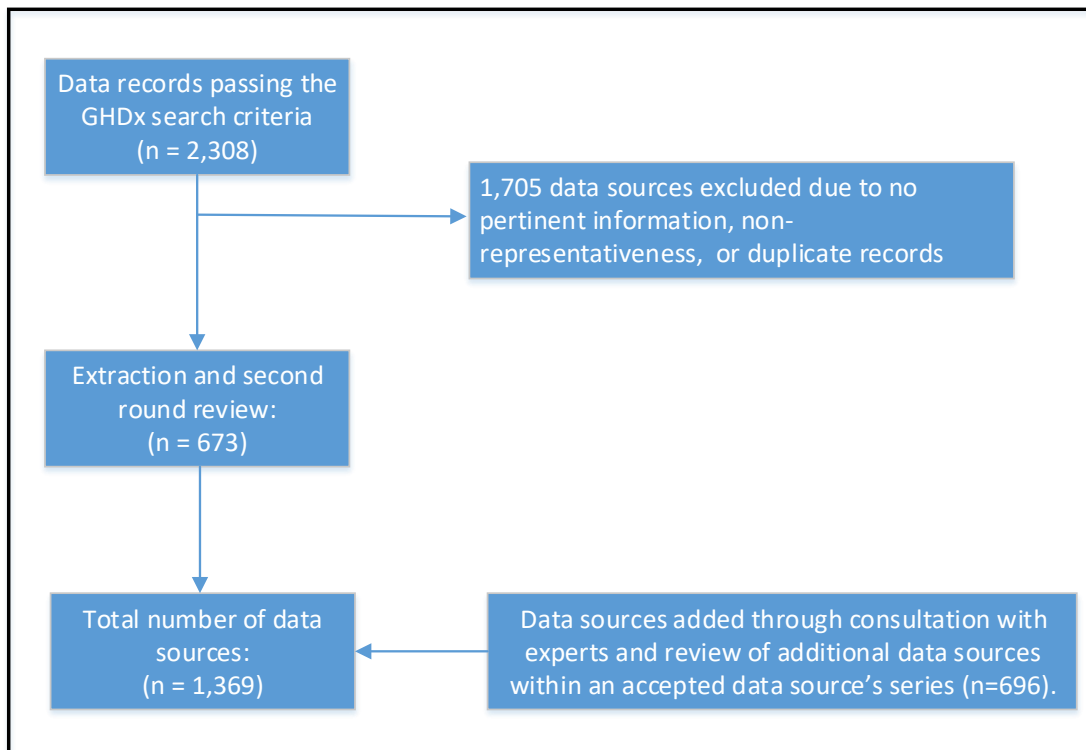 Data records passing the
GHDx search criteria
(n = 2,308)
1,705 data sources excluded due to no
pertinent information, non-
representativeness,  or duplicate records
Extraction and second
round review:
(n = 673)
Total number of data
sources:
(n = 1,369)
Data sources added through consultation with
experts and review of additional data sources
within an accepted data source’s series (n=696).